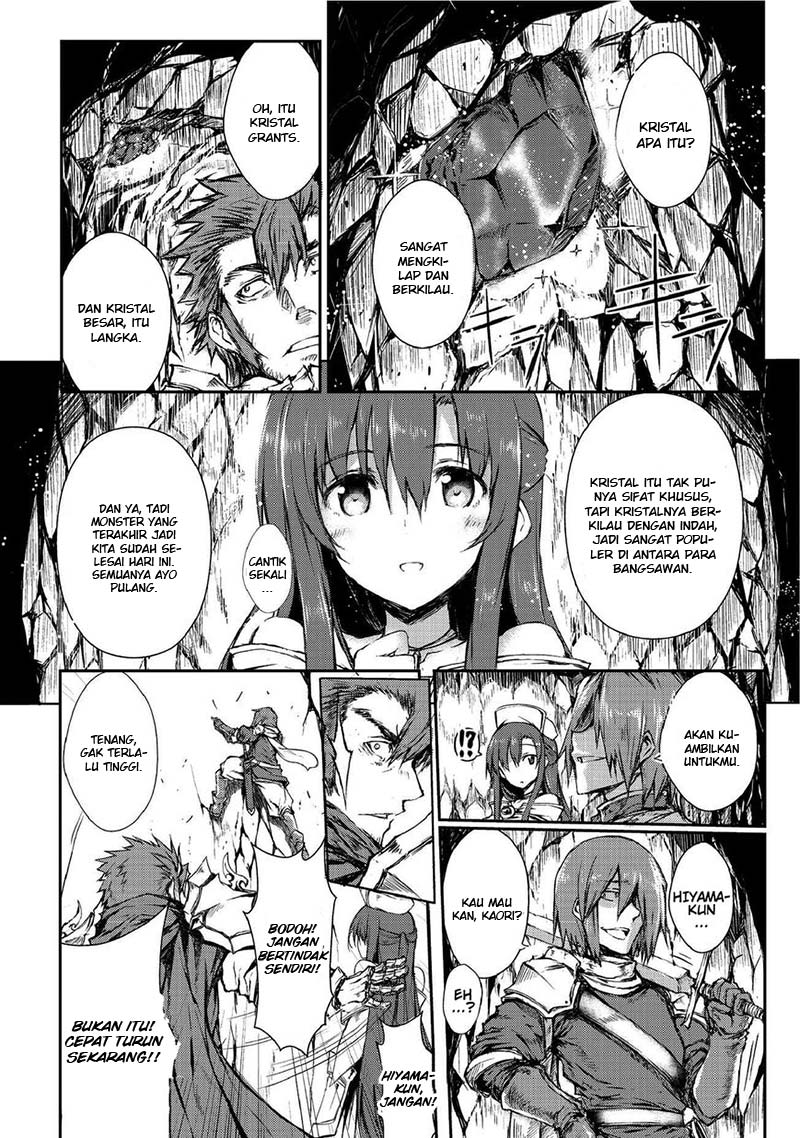 KRISTAL
APA ITU?
SANGAT
MENGKI-
LAP DAN
BERKILAU.
キラキラ
OH, ITU
KRISTAL
GRANTS.
DAN KRISTAL
BESAR, ITU
LANGKA.
KRISTAL ITU TAK PU-
NYA SIFAT KHUSUS,
TAPI KRISTALNYA BER-
KILAU DENGAN INDAH,
JADI SANGAT POPU-
LER DI ANTARA PARA
BANGSAWAN.
CANTIK
SEKALI
...
DAN YA, TADI
MONSTER YANG
TERAKHIR JADI
KITA SUDAH SE-
LESAI HARI INI.
SEMUANYA AYO
PULANG.
AKAN KU-
AMBILKAN
UNTUKMU.
!?
HIYAMA-
KUN
...
KAU MAU
KAN, KAORI?
EH
...?
BODOH!
JANGAN
BERTINDAK
SENDIRI!
HIYAMA-
KUN,
JANGAN!
TENANG,
GAK TERLA-
LU TINGGI.
BUKAN ITU!
CEPAT TURUN
SEKARANG!!